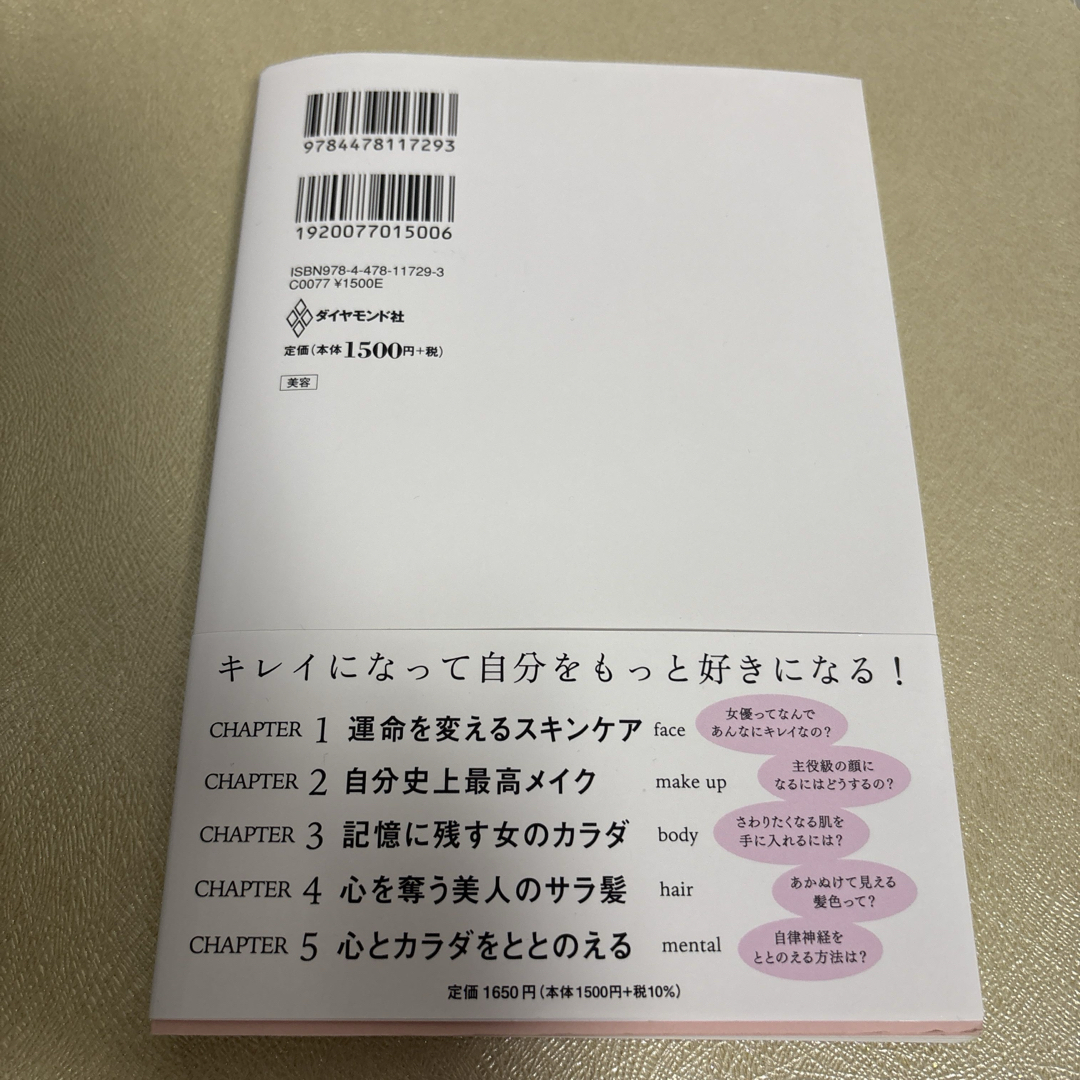 9784478117293
1920077015006
ISBN978-4-478-11729-3
C0077 ¥1500E
ダイヤモンド社
定価(本体1500円+税)
美容
キレイになって自分をもっと好きになる!
CHAPTER 1 運命を変えるスキンケア face
女優ってなんで
あんなにキレイなの?
CHAPTER 2 自分史上最高メイク make up
主役級の顔に
なるにはどうするの?
CHAPTER 3 記憶に残す女のカラダ body
さわりたくなる肌を
手に入れるには?
CHAPTER 4 心を奪う美人のサラ髪 hair
あかぬけて見える
髪色って?
CHAPTER 5 心とカラダをととのえる mental
自律神経を
ととのえる方法は?
定価 1650円(本体1500円+税10%)